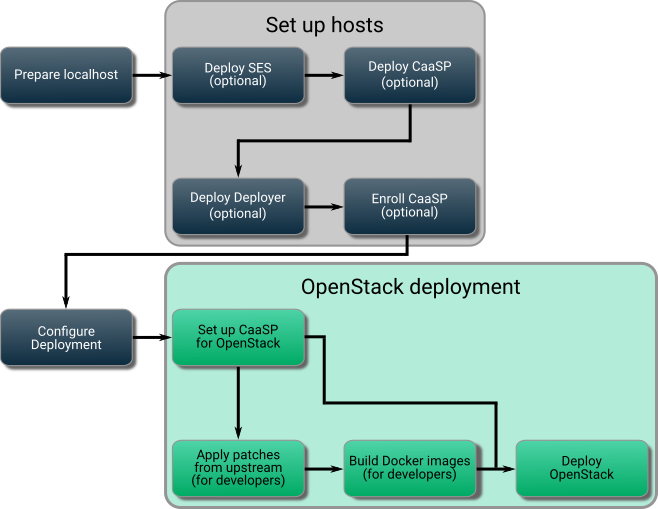 Set up hosts
Prepare localhost
Deploy SES
(optional)
Deploy CaaSP
(optional)
Deploy Deployer
(optional)
Enroll CaaSP
(optional)
OpenStack deployment
Configure
Deployment
Set up CaaSP
for OpenStack
Apply patches
from upstream
(for developers)
Build Docker images
(for developers)
Deploy
OpenStack